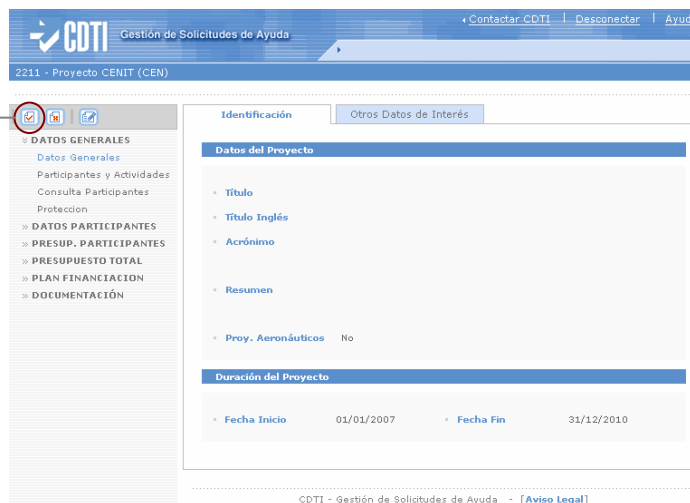 ‹ Contactar CDTI | Desconectar |
CDTI Gestión de Solicitudes de Ayuda
2211 - Proyecto CENIT (CEN)
Identificación Otros Datos de Interés
» DATOS GENERALES
Datos Generales
Participantes y Actividades
Consulta Participantes
Proteccion
» DATOS PARTICIPANTES
» PRESUP. PARTICIPANTES
» PRESUPUESTO TOTAL
» PLAN FINANCIACION
» DOCUMENTACIÓN
Datos del Proyecto
Título
Título Inglés
Acrónimo
Resumen
Proy. Aeronáuticos No
Duración del Proyecto
Fecha Inicio 01/01/2007 Fecha Fin 31/12/2010
CDTI - Gestión de Solicitudes de Ayuda - [Aviso Legal]